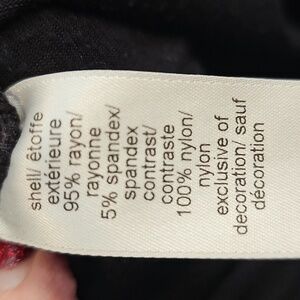 shell/ étoffe
extérieure
95% rayon/
rayonne
5% spandex/
spandex
contrast/
contraste
100% nylon/
nylon
exclusive of
decoration/ sauf
décoration